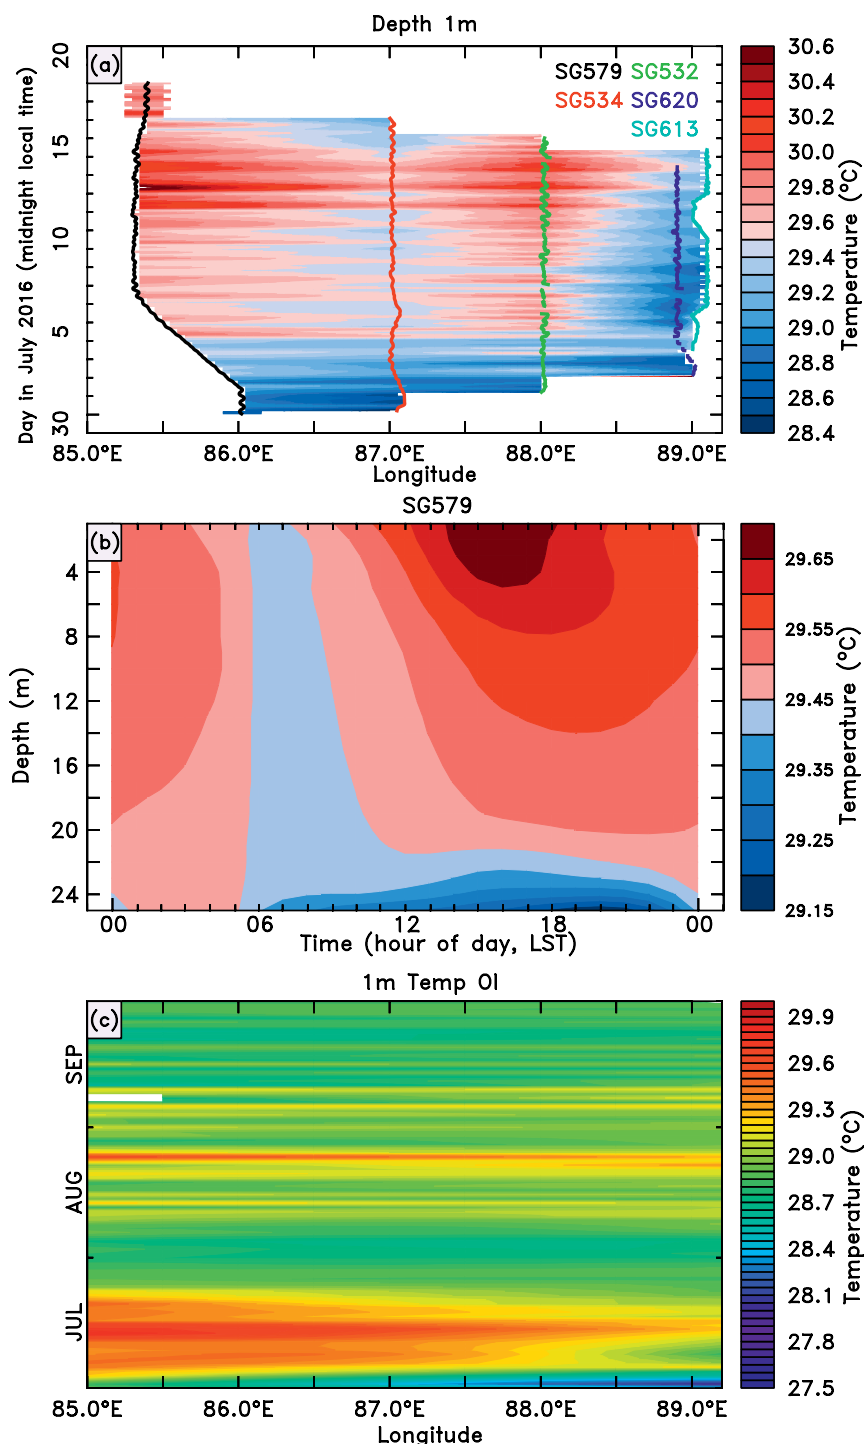 Depth 1m
(a)
SG579 SG532
SG534 SG620
SG613
20
15
10
5
30
Day in July 2016 (midnight local time)
85.0°E 86.0°E 87.0°E 88.0°E 89.0°E
Longitude
30.6
30.4
30.2
30.0
29.8
29.6
29.4
29.2
29.0
28.8
28.6
28.4
Temperature (°C)
SG579
(b)
4
8
12
16
20
24
Depth (m)
00 06 12 18 00
Time (hour of day, LST)
29.65
29.55
29.45
29.35
29.25
29.15
Temperature (°C)
1m Temp OI
(c)
SEP
AUG
JUL
85.0°E 86.0°E 87.0°E 88.0°E 89.0°E
Longitude
29.9
29.6
29.3
29.0
28.7
28.4
28.1
27.8
27.5
Temperature (°C)